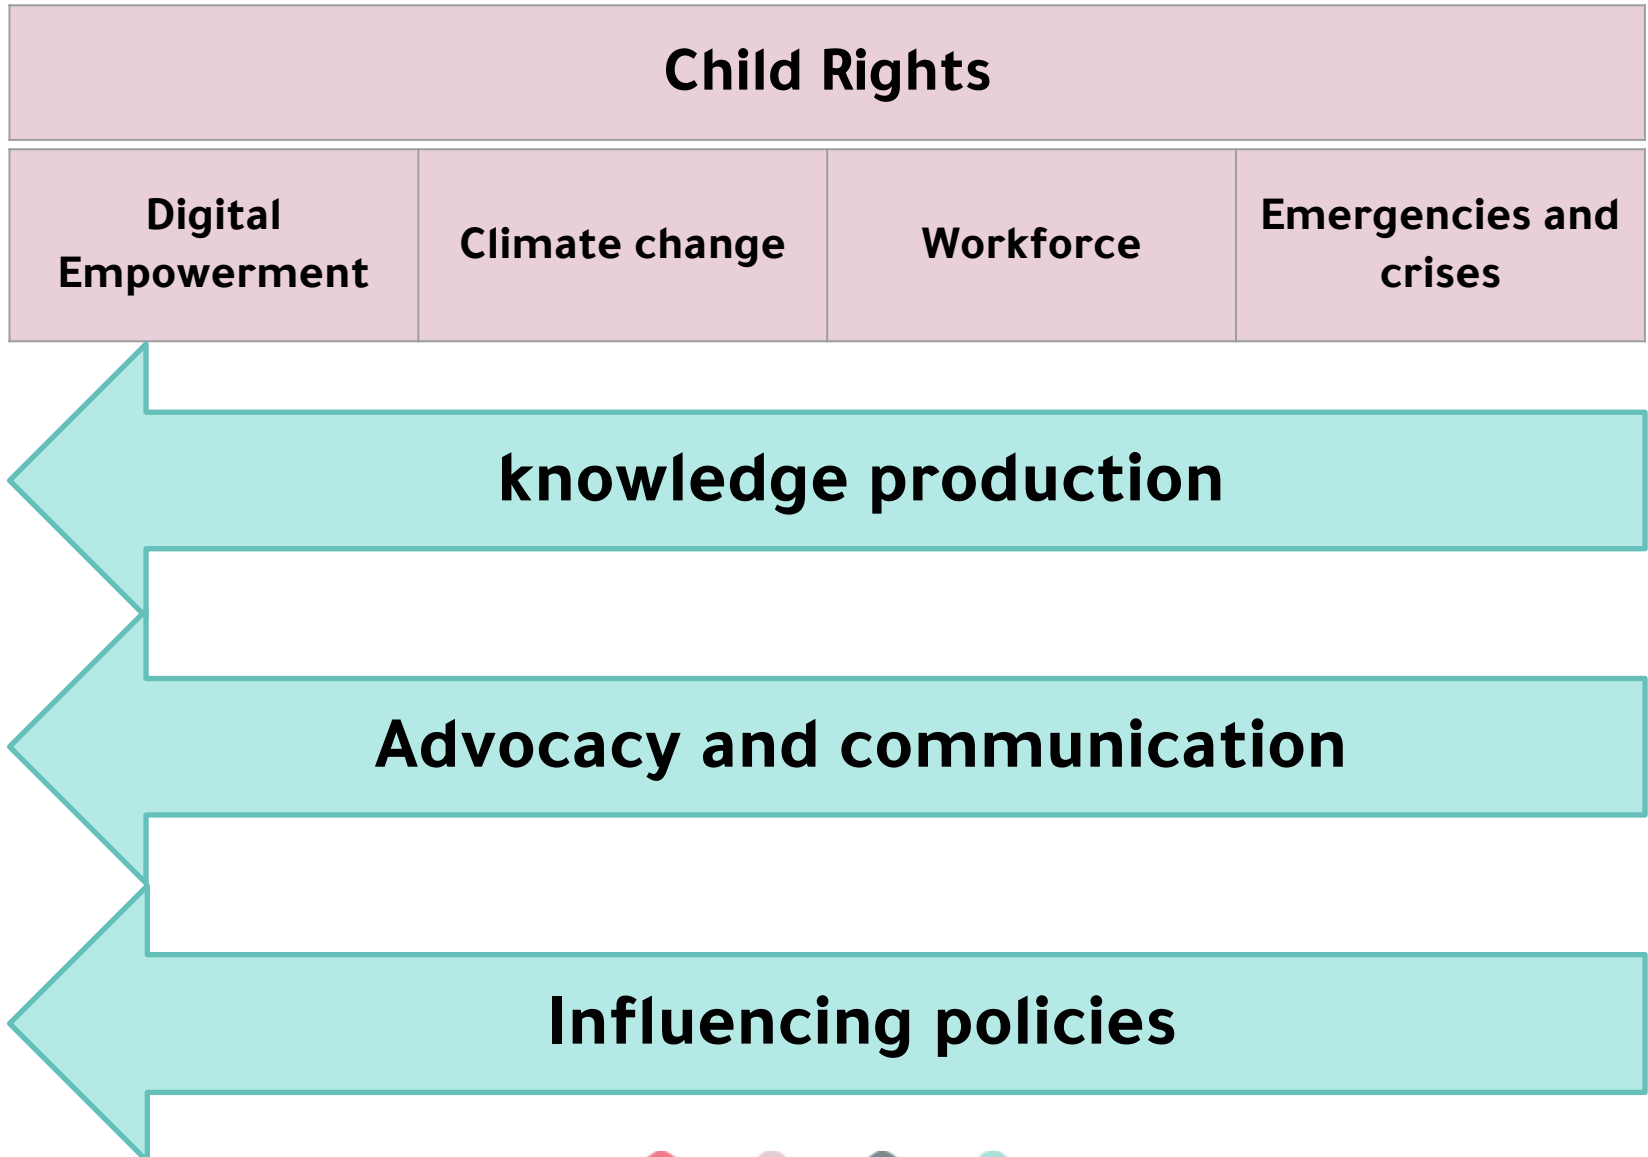 Child Rights
Digital
Empowerment
Climate change
Workforce
Emergencies and
crises
knowledge production
Advocacy and communication
Influencing policies